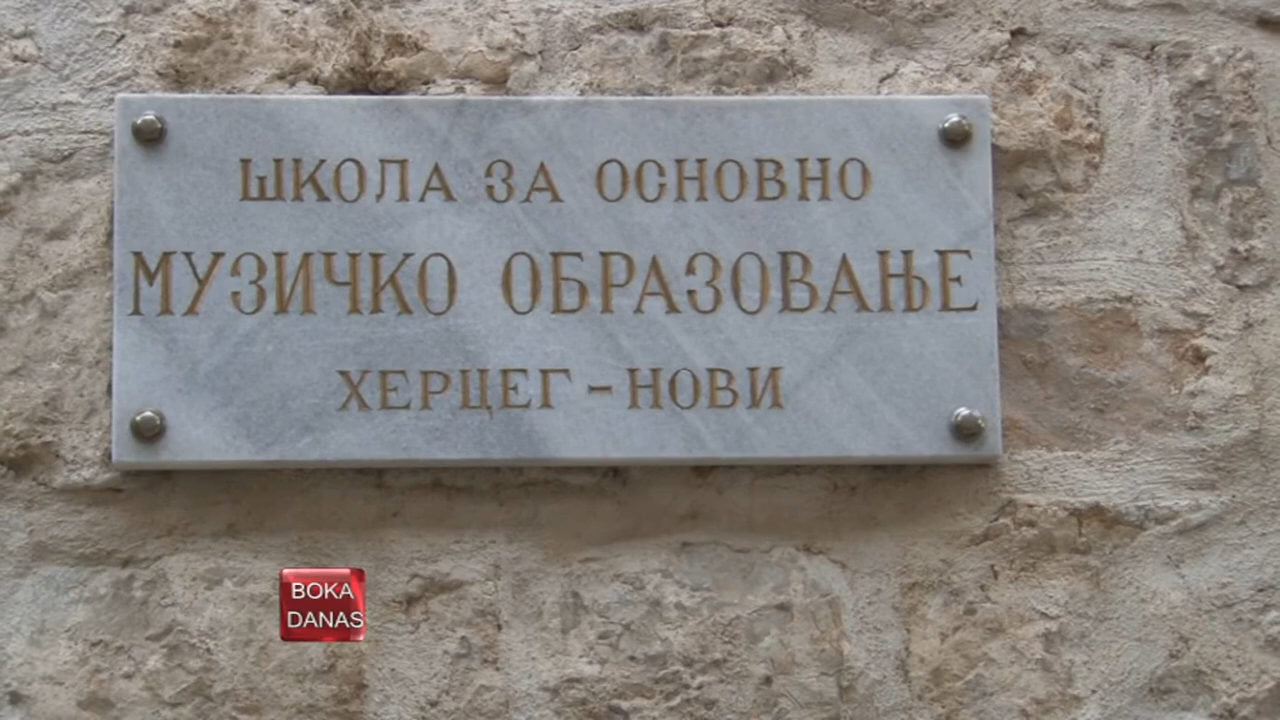 ШКОЛА ЗА ОСНОВНО
МУЗИЧКО ОБРАЗОВАЊЕ
ХЕРЦЕГ - НОВИ
BOKA
DANAS